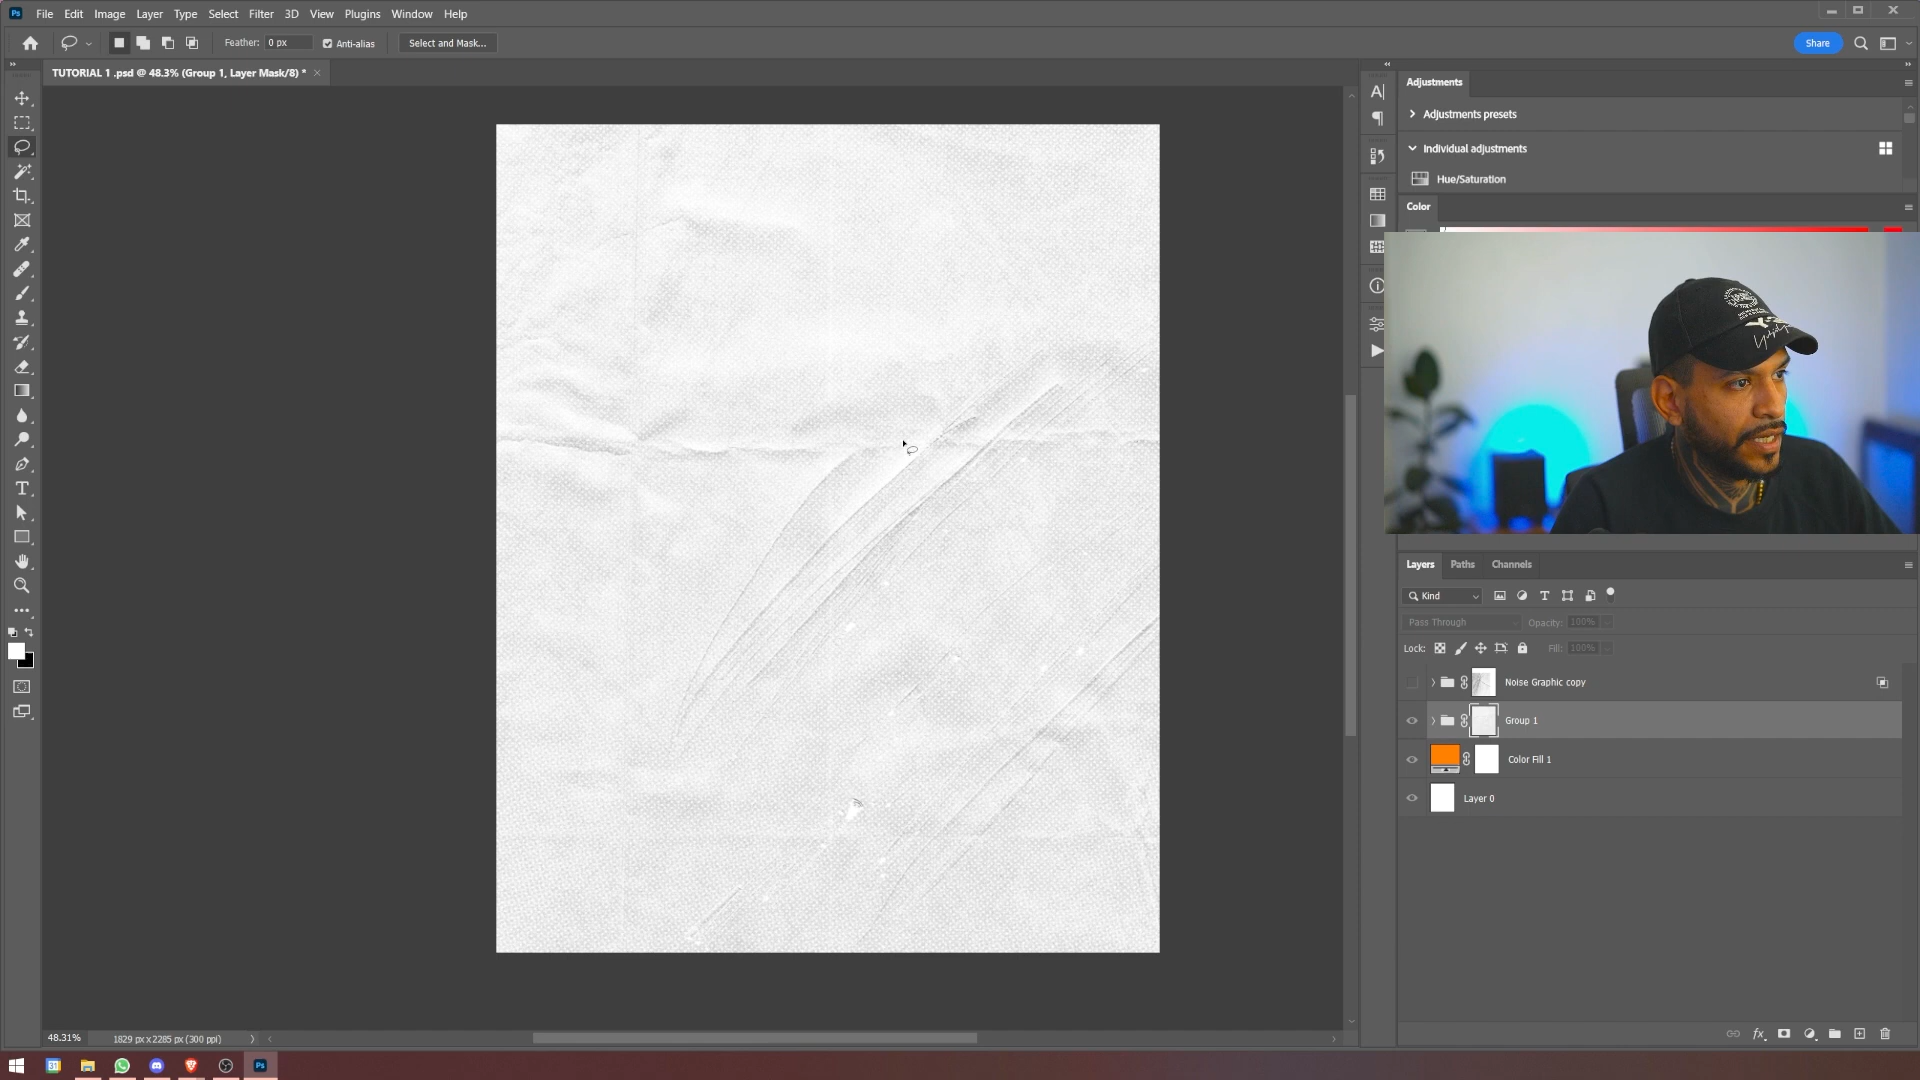 Ps File Edit Image Layer Type Select Filter 3D View Plugins Window Help
Feather: 0 px Anti-alias Select and Mask... Share
TUTORIAL 1 .psd @ 48.3% (Group 1, Layer Mask/8) * ×
Adjustments
Adjustments presets
Individual adjustments
Hue/Saturation
Color
Layers Paths Channels
Kind
Pass Through Opacity: 100%
Lock: Fill: 100%
Noise Graphic copy
Group 1
Color Fill 1
Layer 0
48.31% 1829 px x 2285 px (300 ppi)
31 Ps